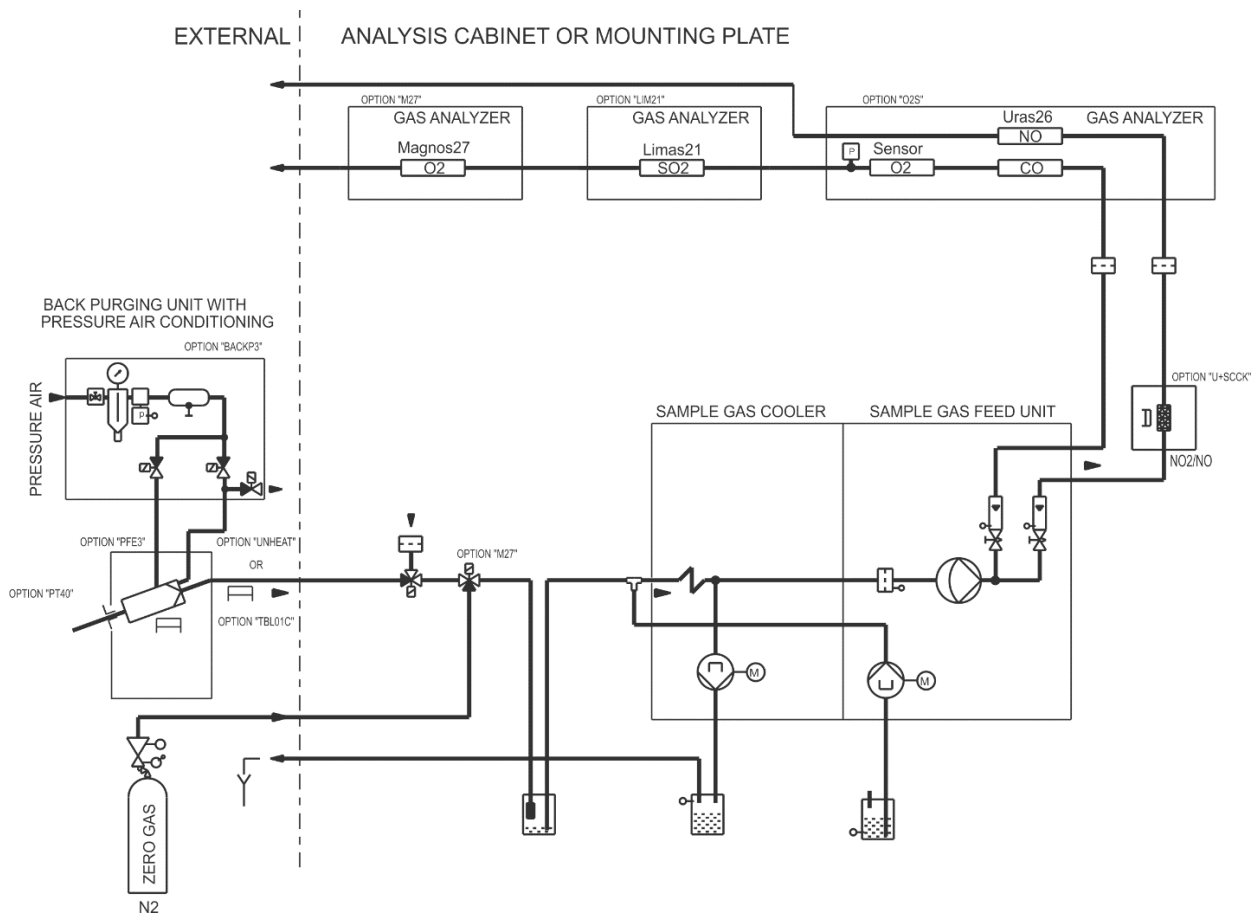 EXTERNAL
ANALYSIS CABINET OR MOUNTING PLATE
OPTION "M27"
OPTION "LIM21"
OPTION "O2S"
GAS ANALYZER
GAS ANALYZER
Uras26
GAS ANALYZER
NO
Magnos27
Limas21
P
Sensor
O2
SO2
O2
CO
BACK PURGING UNIT WITH
PRESSURE AIR CONDITIONING
OPTION "BACKP3"
PRESSURE AIR
P
OPTION "U+SCCK"
NO2/NO
SAMPLE GAS COOLER
SAMPLE GAS FEED UNIT
OPTION "PFE3"
OPTION "UNHEAT"
OR
OPTION "M27"
OPTION "PT40"
OPTION "TBL01C"
M
M
ZERO GAS
N2